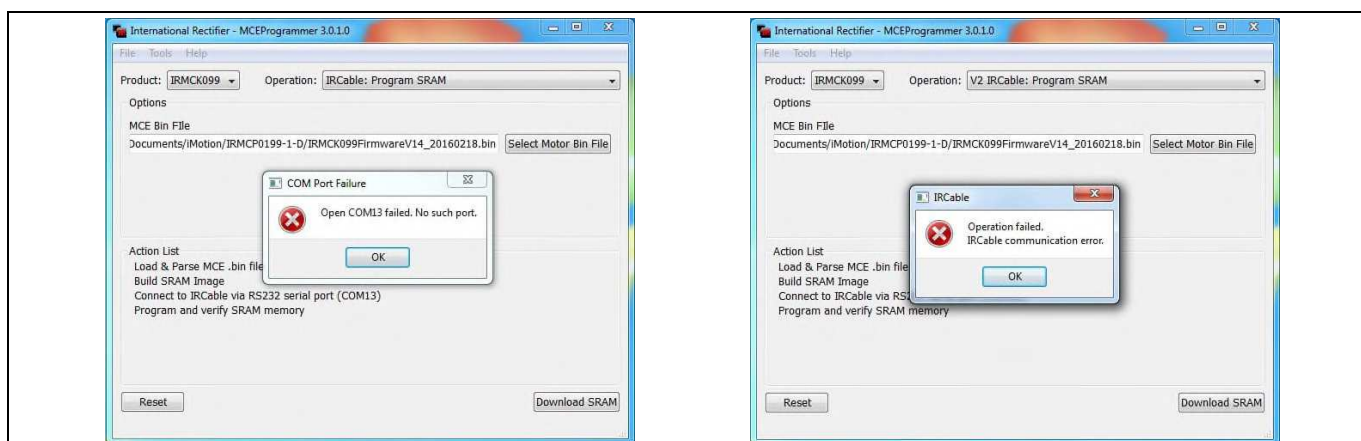 International Rectifier - MCEProgrammer 3.0.1.0
File Tools Help
Product: IRMCK099 Operation: IRCable: Program SRAM
Options
MCE Bin FIle
Documents/iMotion/IRMCP0199-1-D/IRMCK099FirmwareV14_20160218.bin Select Motor Bin File
COM Port Failure
Open COM13 failed. No such port.
OK
Action List
Load & Parse MCE .bin file
Build SRAM Image
Connect to IRCable via RS232 serial port (COM13)
Program and verify SRAM memory
Reset Download SRAM
International Rectifier - MCEProgrammer 3.0.1.0
File Tools Help
Product: IRMCK099 Operation: V2 IRCable: Program SRAM
Options
MCE Bin FIle
Documents/iMotion/IRMCP0199-1-D/IRMCK099FirmwareV14_20160218.bin Select Motor Bin File
IRCable
Operation failed.
IRCable communication error.
OK
Action List
Load & Parse MCE .bin file
Build SRAM Image
Connect to IRCable via
Program and verify SRAM memory
Reset Download SRAM